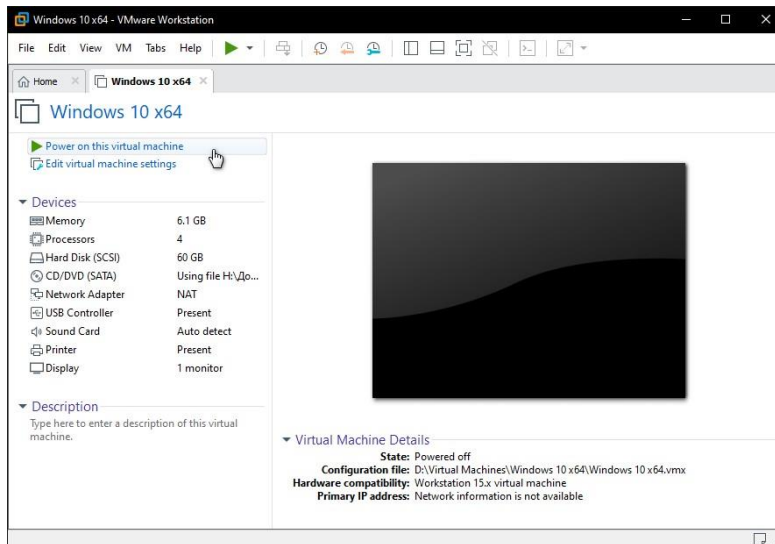 Windows 10 x64 - VMware Workstation
File Edit View VM Tabs Help
Home
Windows 10 x64
Windows 10 x64
Power on this virtual machine
Edit virtual machine settings
Devices
Memory 6.1 GB
Processors 4
Hard Disk (SCSI) 60 GB
CD/DVD (SATA) Using file H:\До...
Network Adapter NAT
USB Controller Present
Sound Card Auto detect
Printer Present
Display 1 monitor
Description
Type here to enter a description of this virtual
machine.
Virtual Machine Details
State: Powered off
Configuration file: D:\Virtual Machines\Windows 10 x64\Windows 10 x64.vmx
Hardware compatibility: Workstation 15.x virtual machine
Primary IP address: Network information is not available